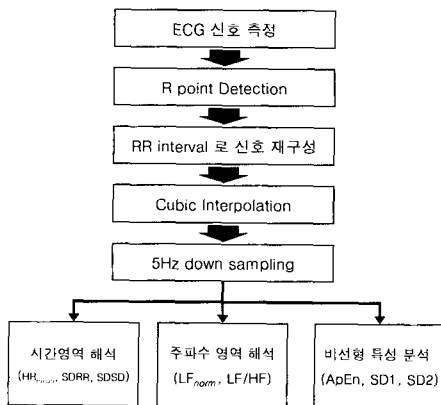 ECG 신호 측정
R point Detection
RR interval 로 신호 재구성
Cubic Interpolation
5Hz down sampling
시간영역 해석
SDRR, SDSD)
주파수 영역 해석
(LFnorm, LF/HF)
비선형 특성 분석
(ApEn, SD1, SD2)